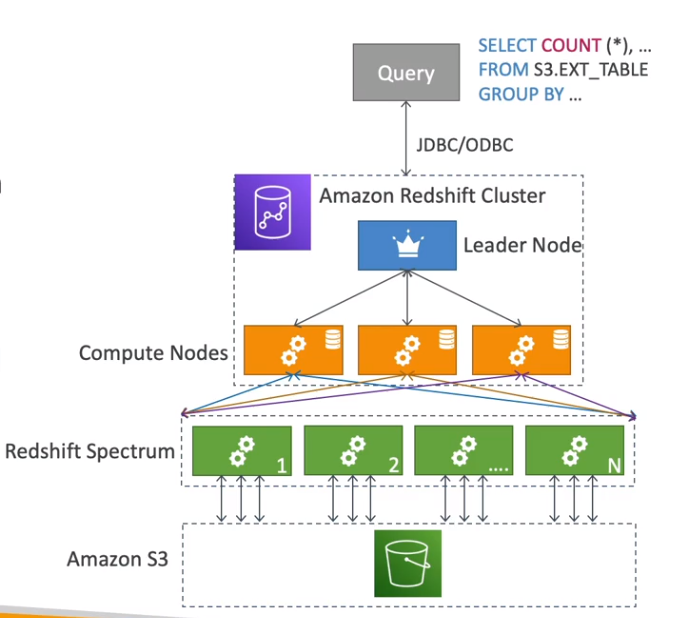 Query
SELECT COUNT (*), ...
FROM S3.EXT_TABLE
GROUP BY ...
JDBC/ODBC
Amazon Redshift Cluster
Leader Node
Compute Nodes
Redshift Spectrum
1
2
....
N
Amazon S3